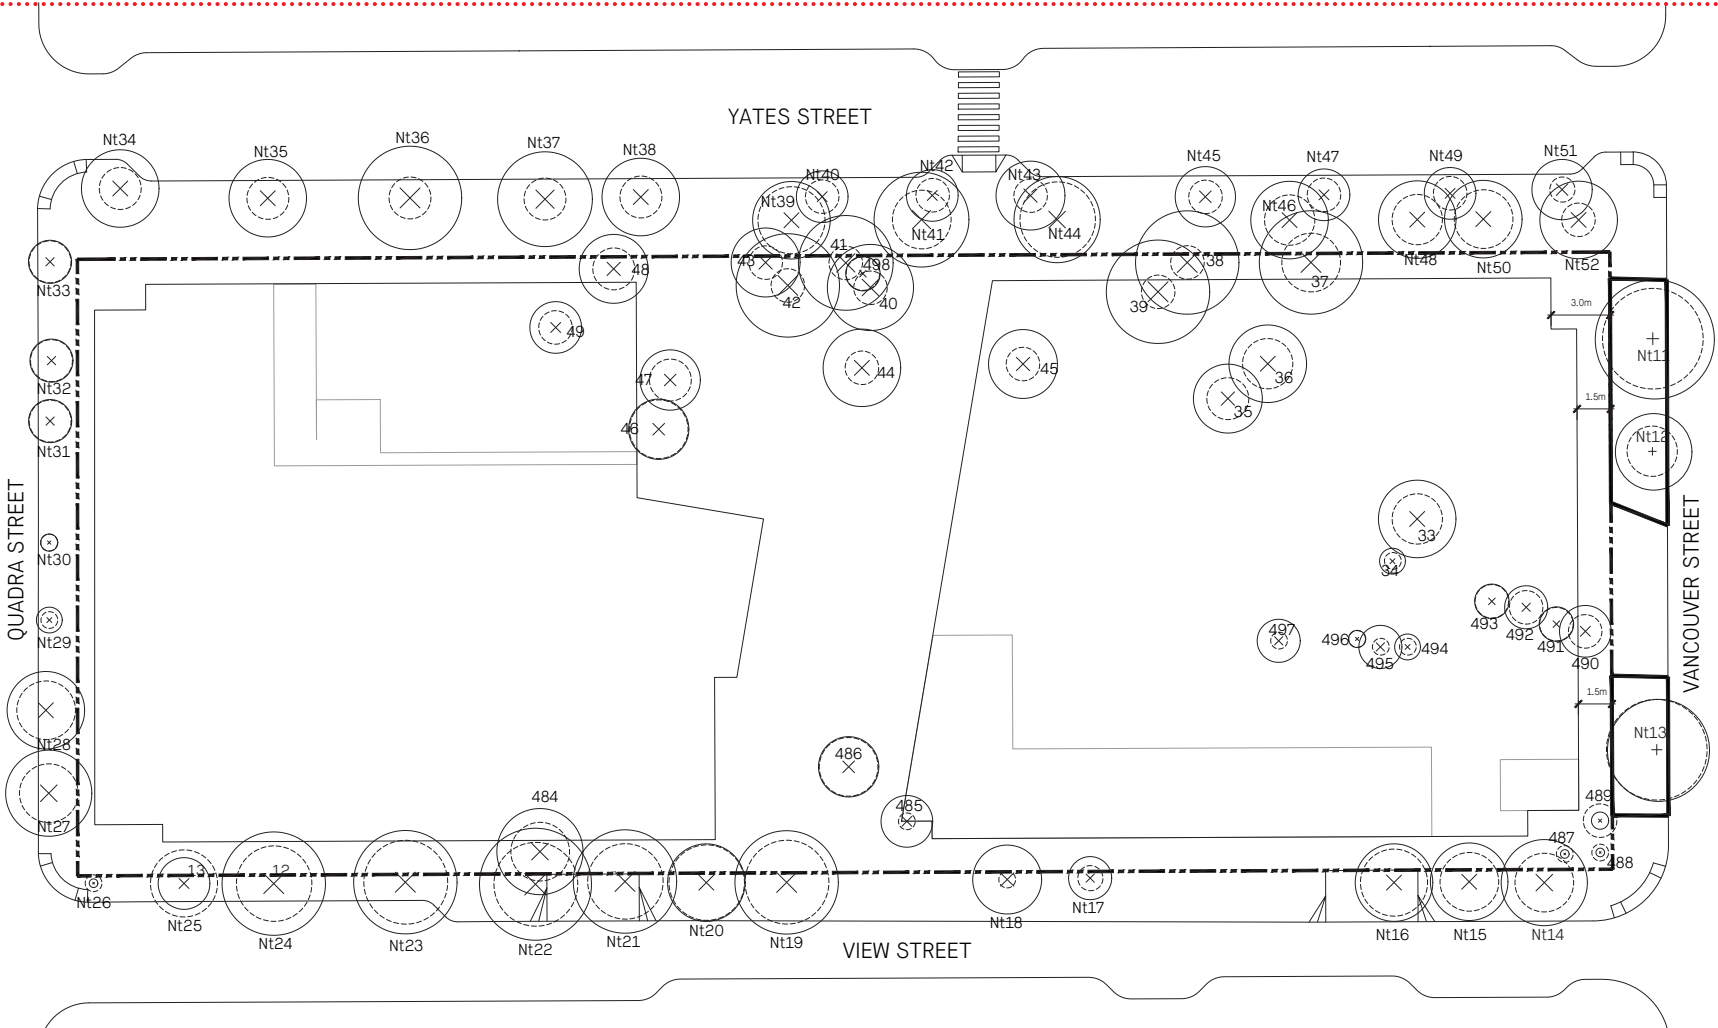 YATES STREET
Nt34
Nt35
Nt36
Nt37
Nt38
Nt39
Nt40
Nt42
Nt41
Nt43
Nt44
Nt45
Nt46
Nt47
Nt49
Nt48
Nt50
Nt51
Nt52
Nt33
Nt32
Nt31
Nt30
Nt29
Nt28
Nt27
Nt26
QUADRA STREET
48
49
47
46
43
42
41
498
40
44
45
39
38
37
36
35
33
34
497
496
495
494
493
492
491
490
3.0m
1.5m
1.5m
Nt11
Nt12
Nt13
VANCOUVER STREET
489
487
488
486
485
484
13
12
Nt25
Nt24
Nt23
Nt22
Nt21
Nt20
Nt19
Nt18
Nt17
Nt16
Nt15
Nt14
VIEW STREET